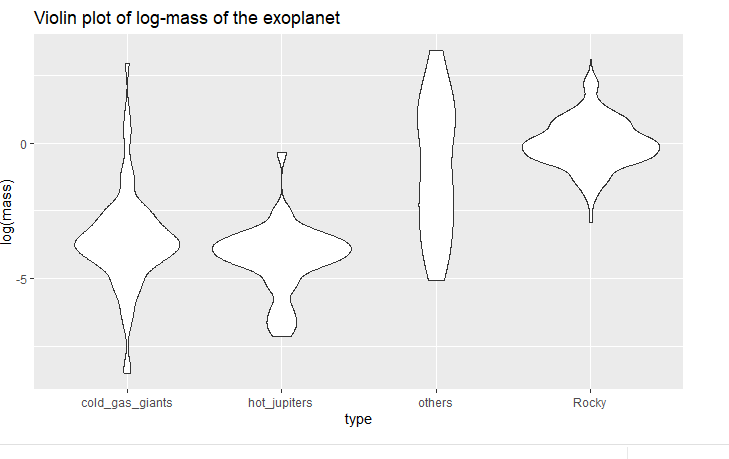 Violin plot of log-mass of the exoplanet
log(mass)
0
-5
cold_gas_giants hot_jupiters others Rocky
type